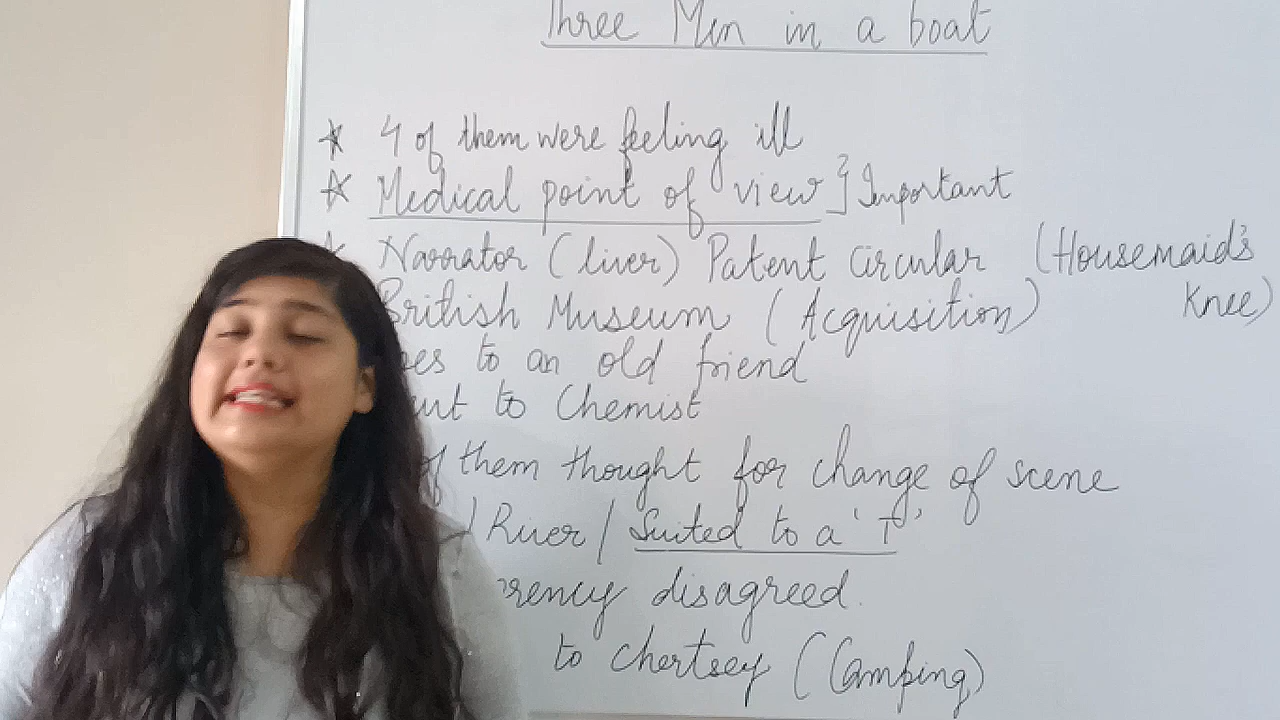 Three Men in a boat
4 of them were feeling ill
Medical point of view } Important
Narrator (liver) Patent circular (Housemaid's Knee)
British Museum (Acquisition)
to an old friend
to Chemist
them thought for change of scene
River / Suited to a 'T'
disagreed.
to Chertsey (Camping)